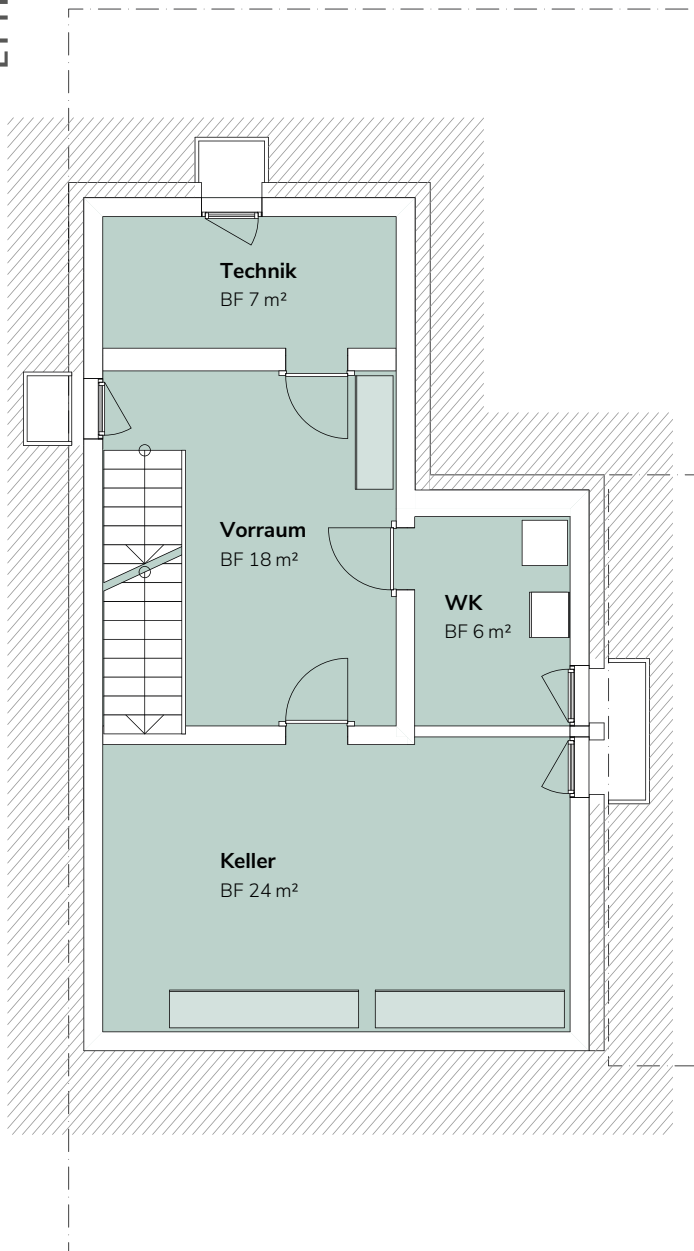 Technik
BF 7 m²
Vorraum
BF 18 m²
WK
BF 6 m²
Keller
BF 24 m²